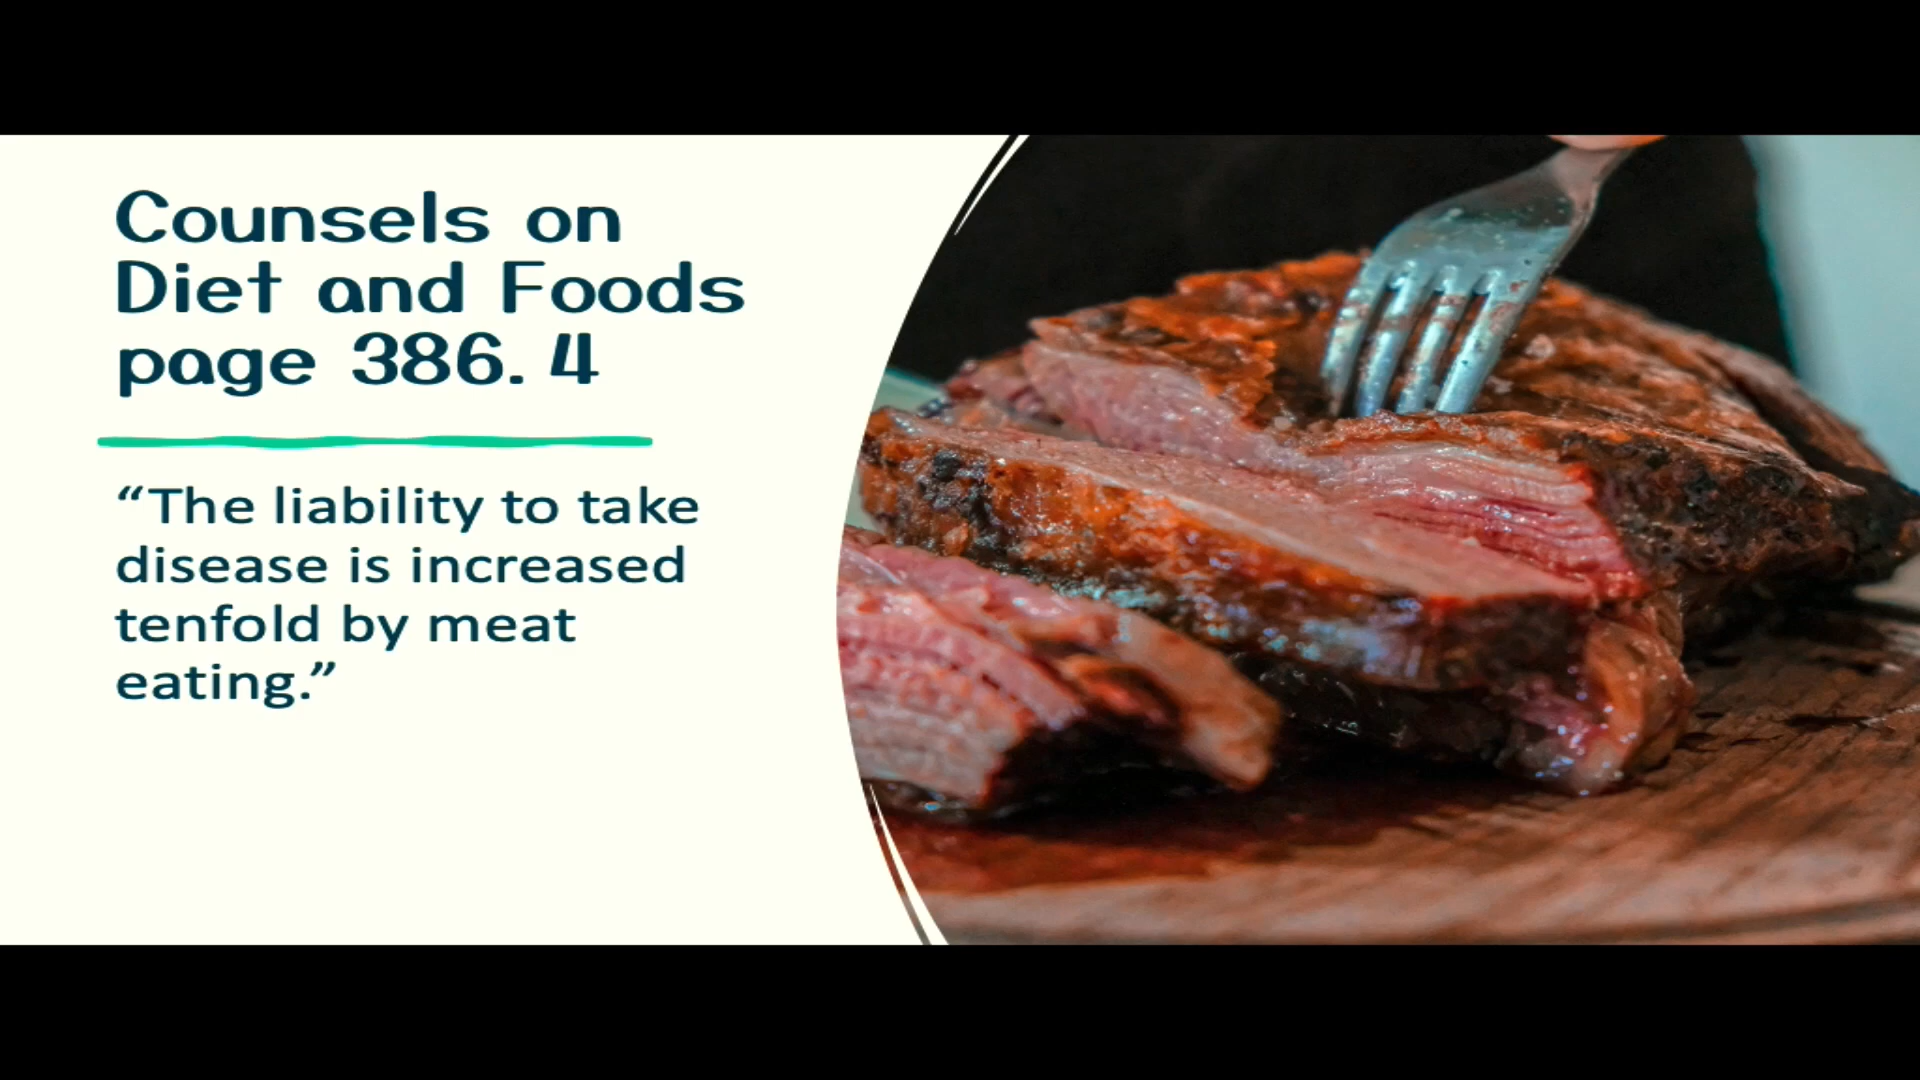 Counsels on
Diet and Foods
page 386.4
“The liability to take
disease is increased
tenfold by meat
eating.”